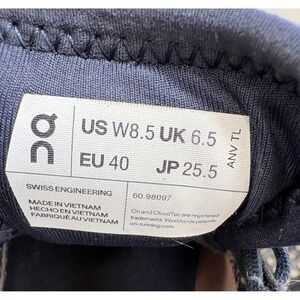 US W8.5 UK 6.5
EU 40 JP 25.5
ANV TL
SWISS ENGINEERING
60.98097
MADE IN VIETNAM
HECHO EN VIETNAM
FABRIQUÉ AU VIETNAM
On and CloudTec are registered
trademarks. Worldwide patents.
on-running.com